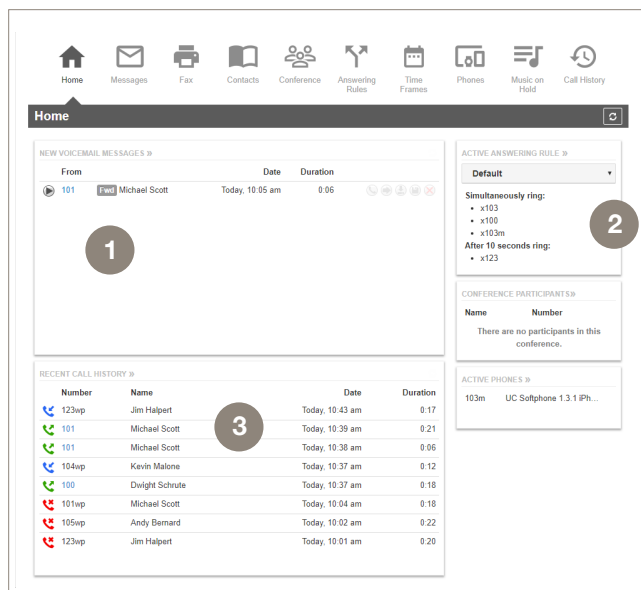 Home Messages Fax Contacts Conference Answering Rules Time Frames Phones Music on Hold Call History
Home
NEW VOICEMAIL MESSAGES »
From Date Duration
101 Fwd Michael Scott Today, 10:05 am 0:06
1
ACTIVE ANSWERING RULE »
Default
Simultaneously ring:
• x103
• x100
• x103m
After 10 seconds ring:
• x123
2
CONFERENCE PARTICIPANTS»
Name Number
There are no participants in this
conference.
ACTIVE PHONES »
103m UC Softphone 1.3.1 iPh...
RECENT CALL HISTORY »
Number Name Date Duration
123wp Jim Halpert Today, 10:43 am 0:17
101 Michael Scott Today, 10:39 am 0:21
3
101 Michael Scott Today, 10:38 am 0:06
104wp Kevin Malone Today, 10:37 am 0:12
100 Dwight Schrute Today, 10:37 am 0:18
101wp Michael Scott Today, 10:04 am 0:18
105wp Andy Bernard Today, 10:02 am 0:22
123wp Jim Halpert Today, 10:01 am 0:20